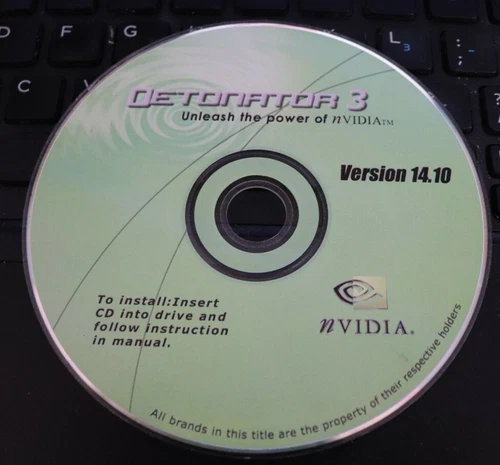 D F G L 3 : ;
C
DETONATOR 3
Unleash the power of nVIDIA™
Version 14.10
To install:Insert
CD into drive and
follow instruction
in manual.
nVIDIA®
All brands in this title are the property of their respective holders